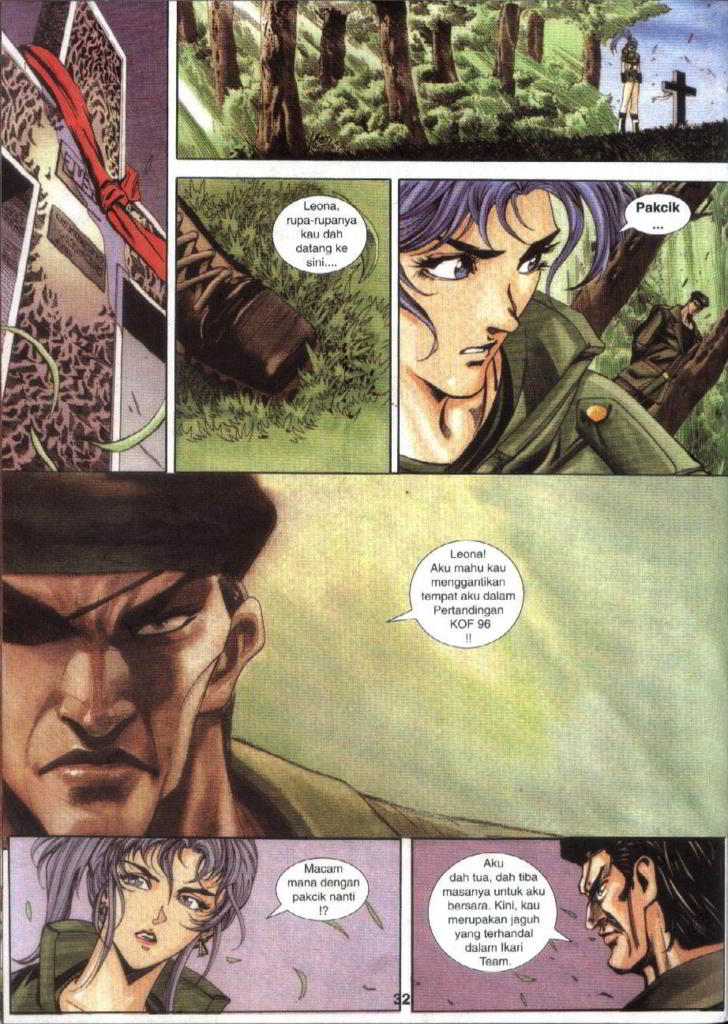 Leona,
rupa-rupanya
kau dah
datang ke
sini....
Pakcik
...
Leona!
Aku mahu kau
menggantikan
tempat aku dalam
Pertandingan
KOF 96
!!
Macam
mana dengan
pakcik nanti
!?
Aku
dah tua, dah tiba
masanya untuk aku
bersara. Kini, kau
merupakan jaguh
yang terhandal
dalam Ikari
Team.
32